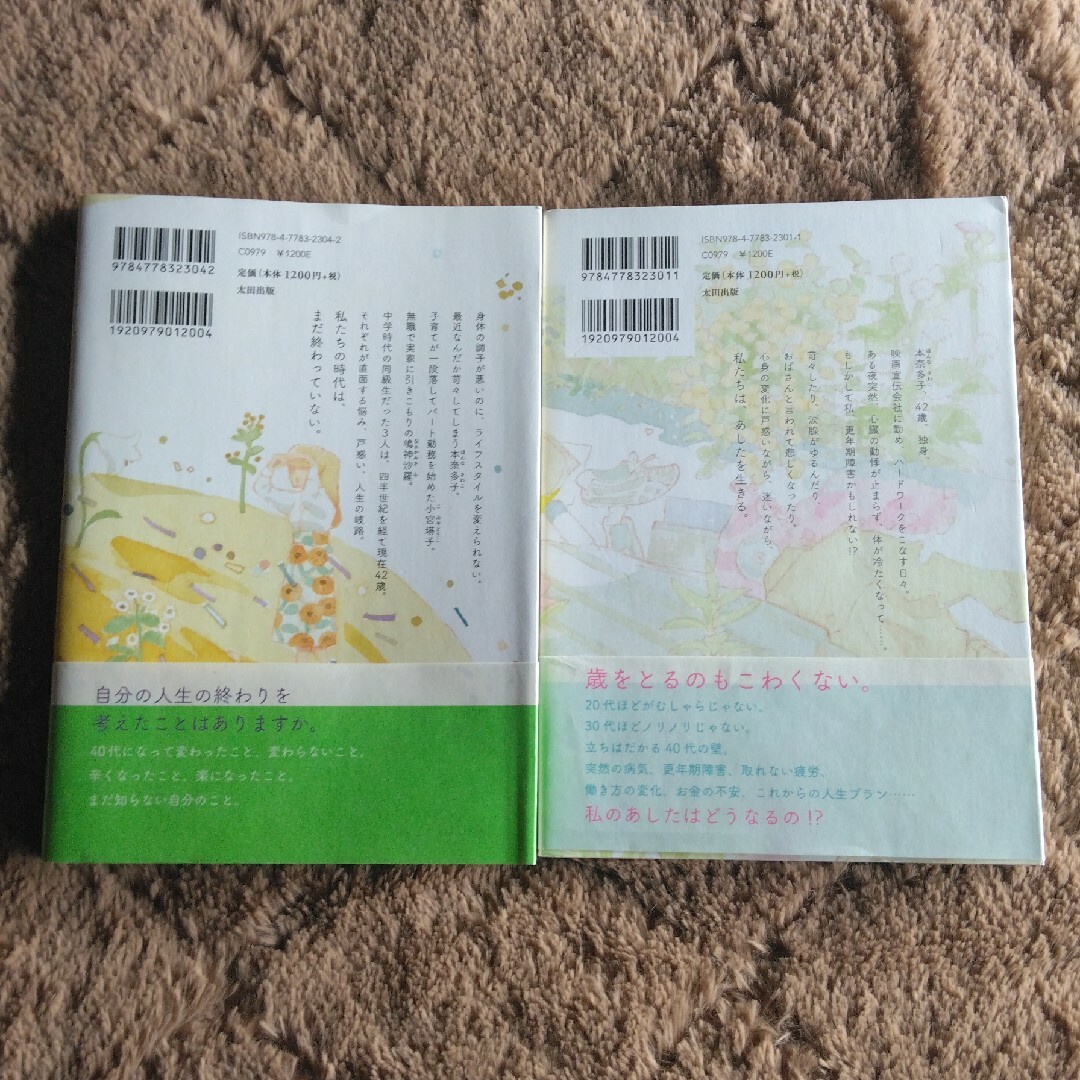 ISBN978-4-7783-2304-2
C0979 ¥1200E
定価(本体1200円+税)
太田出版
9784778323042
1920979012004
身体の調子が悪いのに、ライフスタイルを変えられない。
最近なんだか苛々してしまう本奈多子。
ほんな さわこ
子育てが一段落してパート勤務を始めた小宮塔子。
無職で実家に引きこもりの鳴神沙羅。
中学時代の同級生だった3人は、四半世紀を経て現在42歳。
それぞれが直面する悩み、戸惑い、人生の岐路。
私たちの時代は、
まだ終わっていない。
自分の人生の終わりを
考えたことはありますか。
40代になって変わったこと、変わらないこと。
辛くなったこと、楽になったこと。
まだ知らない自分のこと。
ISBN978-4-7783-2301-1
C0979 ¥1200E
定価(本体1200円+税)
太田出版
9784778323011
1920979012004
本奈多子、42歳、独身。
ほんな さわこ
映画宣伝会社に勤め、ハードワークをこなす日々。
ある夜突然、心臓の動悸が止まらず、体が冷たくなって……。
もしかして私、更年期障害かもしれない!?
苛々したり、涙腺がゆるんだり
おばさんと言われて悲しくなったり。
心身の変化に戸惑いながら、迷いながら、
私たちは、あしたを生きる。
歳をとるのもこわくない。
20代ほどがむしゃらじゃない。
30代ほどノリノリじゃない。
立ちはだかる40代の壁。
突然の病気、更年期障害、取れない疲労、
働き方の変化、お金の不安、これからの人生プラン……
私のあしたはどうなるの!?